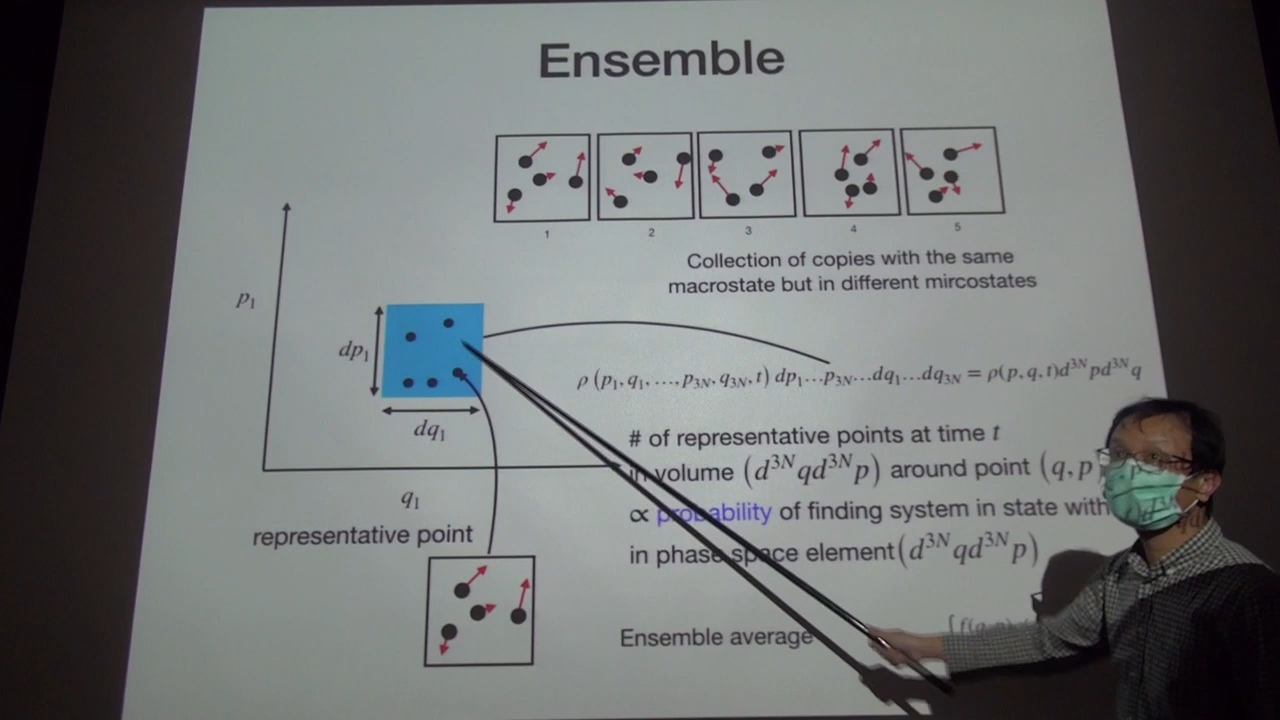 Ensemble
1 2 3 4 5
Collection of copies with the same
macrostate but in different mircostates
p₁
dp₁
dq₁
q₁
ρ (p₁, q₁, …, p₃N, q₃N, t) dp₁…p₃N…dq₁…dq₃N = ρ(p, q, t)d³ᴺpd³ᴺq
# of representative points at time t
in volume (d³ᴺqd³ᴺp) around point (q, p
∝ probability of finding system in state with
in phase space element(d³ᴺqd³ᴺp)
representative point
Ensemble average